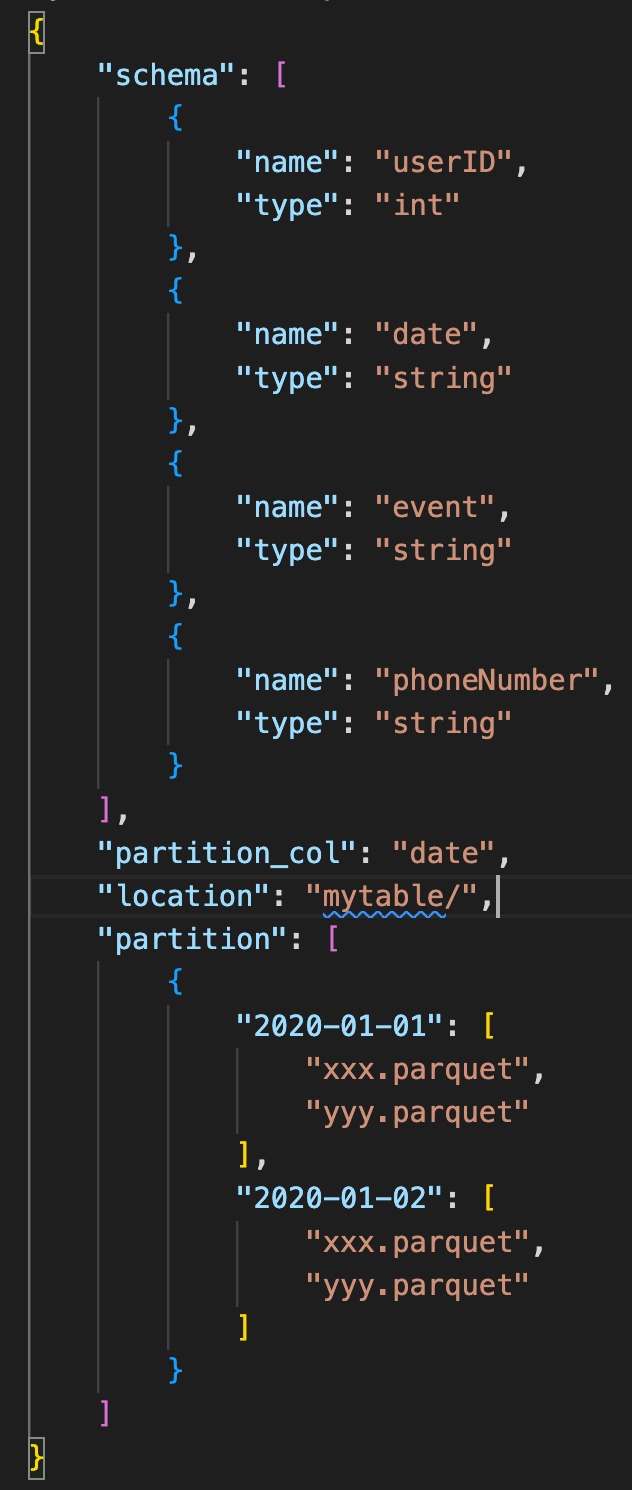 {
"schema": [
{
"name": "userID",
"type": "int"
},
{
"name": "date",
"type": "string"
},
{
"name": "event",
"type": "string"
},
{
"name": "phoneNumber",
"type": "string"
}
],
"partition_col": "date",
"location": "mytable/",
"partition": [
{
"2020-01-01": [
"xxx.parquet",
"yyy.parquet"
],
"2020-01-02": [
"xxx.parquet",
"yyy.parquet"
]
}
]
}